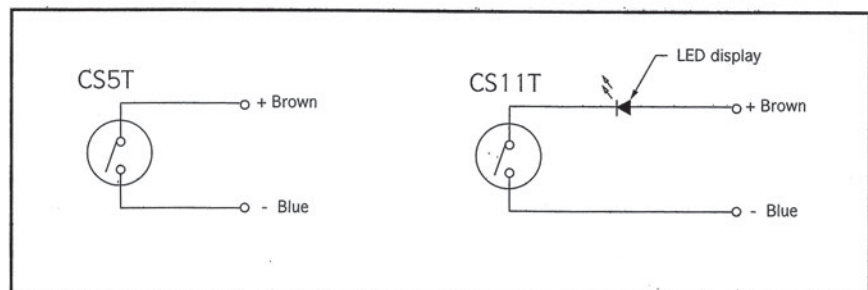 CS5T
+ Brown
- Blue
CS11T
LED display
+ Brown
- Blue